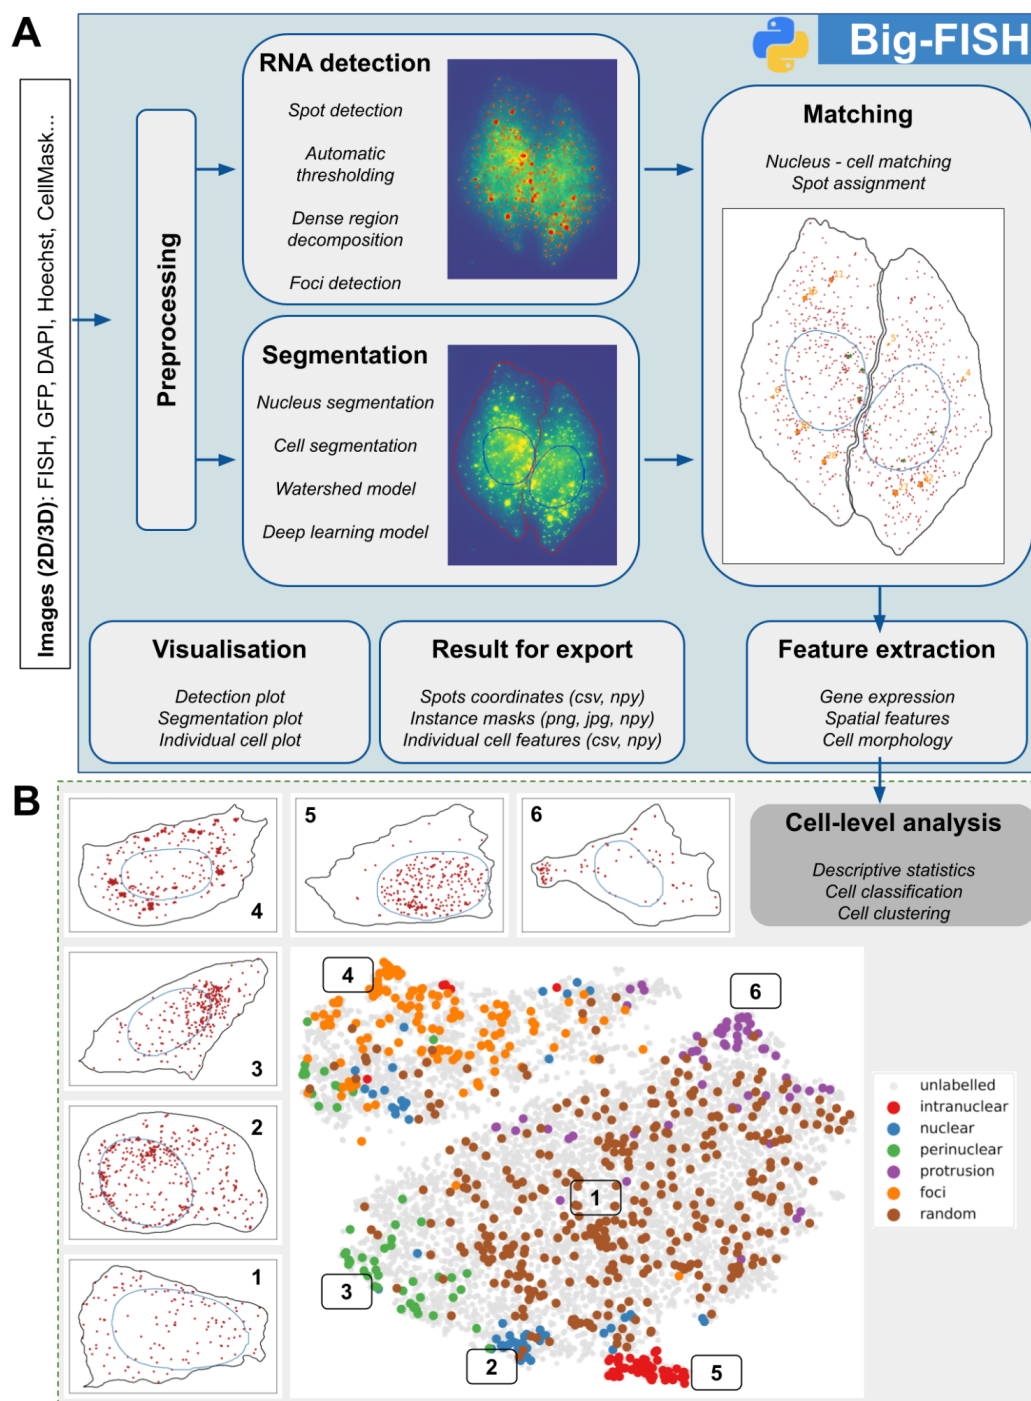 A
Big-FISH
Images (2D/3D): FISH, GFP, DAPI, Hoechst, CellMask...
Preprocessing
RNA detection
Spot detection
Automatic
thresholding
Dense region
decomposition
Foci detection
Segmentation
Nucleus segmentation
Cell segmentation
Watershed model
Deep learning model
Matching
Nucleus - cell matching
Spot assignment
11
5
4
Visualisation
Detection plot
Segmentation plot
Individual cell plot
Result for export
Spots coordinates (csv, npy)
Instance masks (png, jpg, npy)
Individual cell features (csv, npy)
Feature extraction
Gene expression
Spatial features
Cell morphology
B
Cell-level analysis
Descriptive statistics
Cell classification
Cell clustering
4
5
6
3
2
1
4
6
1
3
2
5
unlabelled
intranuclear
nuclear
perinuclear
protrusion
foci
random